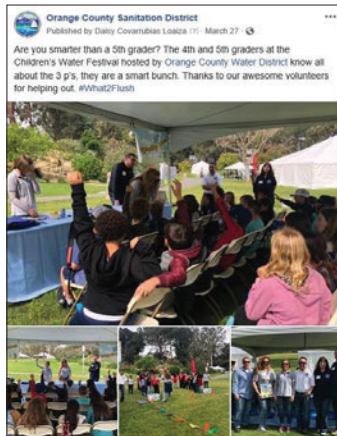 Orange County Sanitation District
Published by Daisy Covarrubias Loaiza [?] · March 27 ·
Are you smarter than a 5th grader? The 4th and 5th graders at the
Children's Water Festival hosted by Orange County Water District know all
about the 3 p's, they are a smart bunch. Thanks to our awesome volunteers
for helping out. #What2Flush